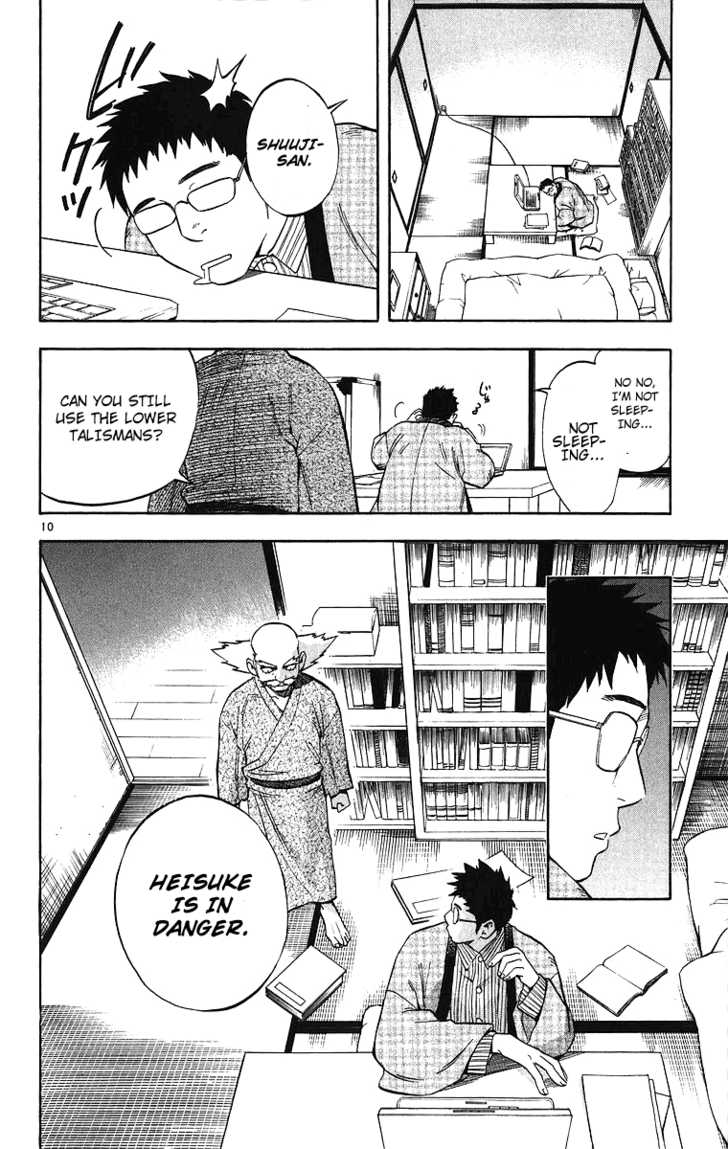 SHUUJI-
SAN.
NO NO,
I'M NOT
SLEEP-
ING...
NOT
SLEEP-
ING...
CAN YOU STILL
USE THE LOWER
TALISMANS?
10
HEISUKE
IS IN
DANGER.